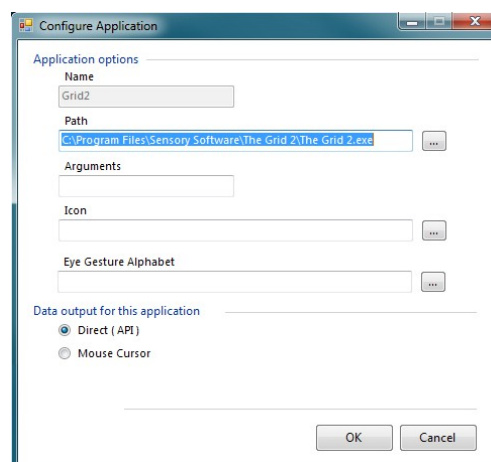 Configure Application
Application options
Name
Grid2
Path
C:\Program Files\Sensory Software\The Grid 2\The Grid 2.exe
...
Arguments
Icon
...
Eye Gesture Alphabet
...
Data output for this application
Direct ( API )
Mouse Cursor
OK Cancel